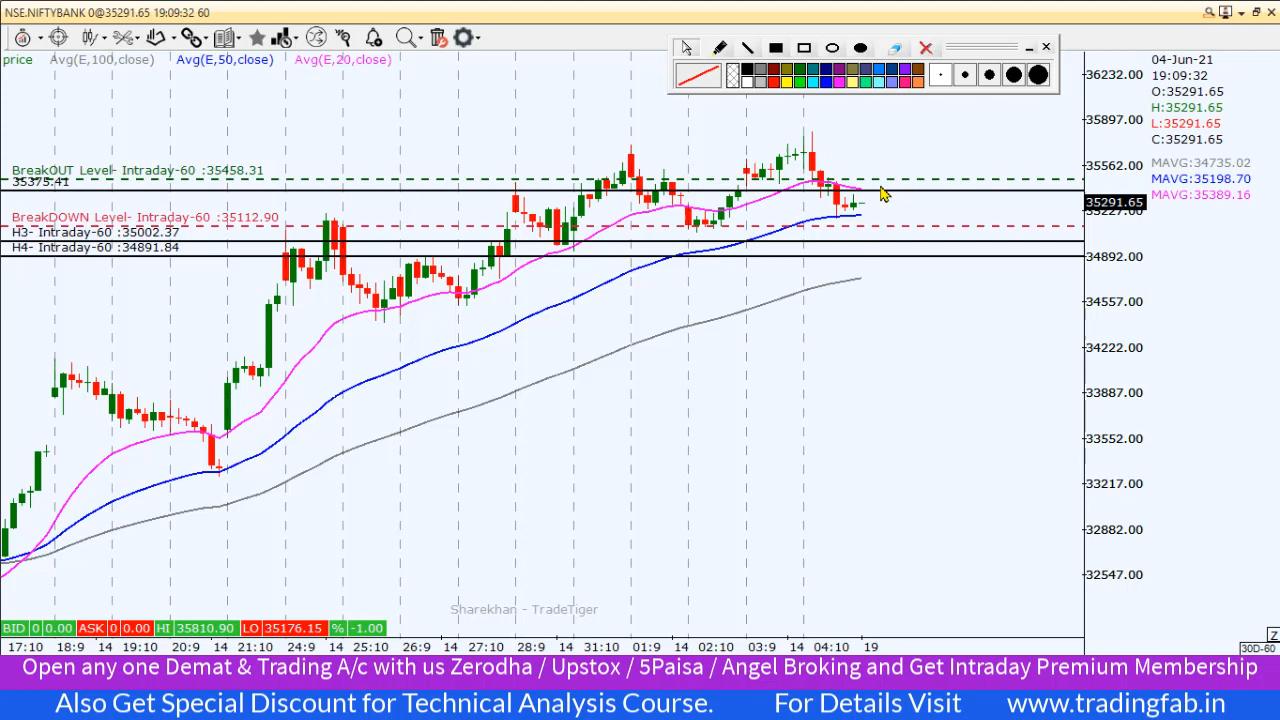 NSE.NIFTYBANK 0@35291.65 19:09:32 60
price Avg(E,100,close) Avg(E,50,close) Avg(E,20,close)
04-Jun-21
19:09:32
O:35291.65
H:35291.65
L:35291.65
C:35291.65
MAVG:34735.02
MAVG:35198.70
MAVG:35389.16
36232.00
35897.00
35562.00
35291.65
35227.00
34892.00
34557.00
34222.00
33887.00
33552.00
33217.00
32882.00
32547.00
BreakOUT Level- Intraday-60 :35458.31
35375.41
BreakDOWN Level- Intraday-60 :35112.90
H3- Intraday-60 :35002.37
H4- Intraday-60 :34891.84
Sharekhan - TradeTiger
BID 0 0.00 ASK 0 0.00 HI 35810.90 LO 35176.15 % -1.00
17:10 18:9 14 19:10 14 20:9 14 21:10 14 24:9 14 25:10 14 26:9 14 27:10 14 28:9 14 31:10 14 01:9 14 02:10 14 03:9 14 04:10 19
Z
30D-60
Open any one Demat & Trading A/c with us Zerodha / Upstox / 5Paisa / Angel Broking and Get Intraday Premium Membership
Also Get Special Discount for Technical Analysis Course. For Details Visit www.tradingfab.in